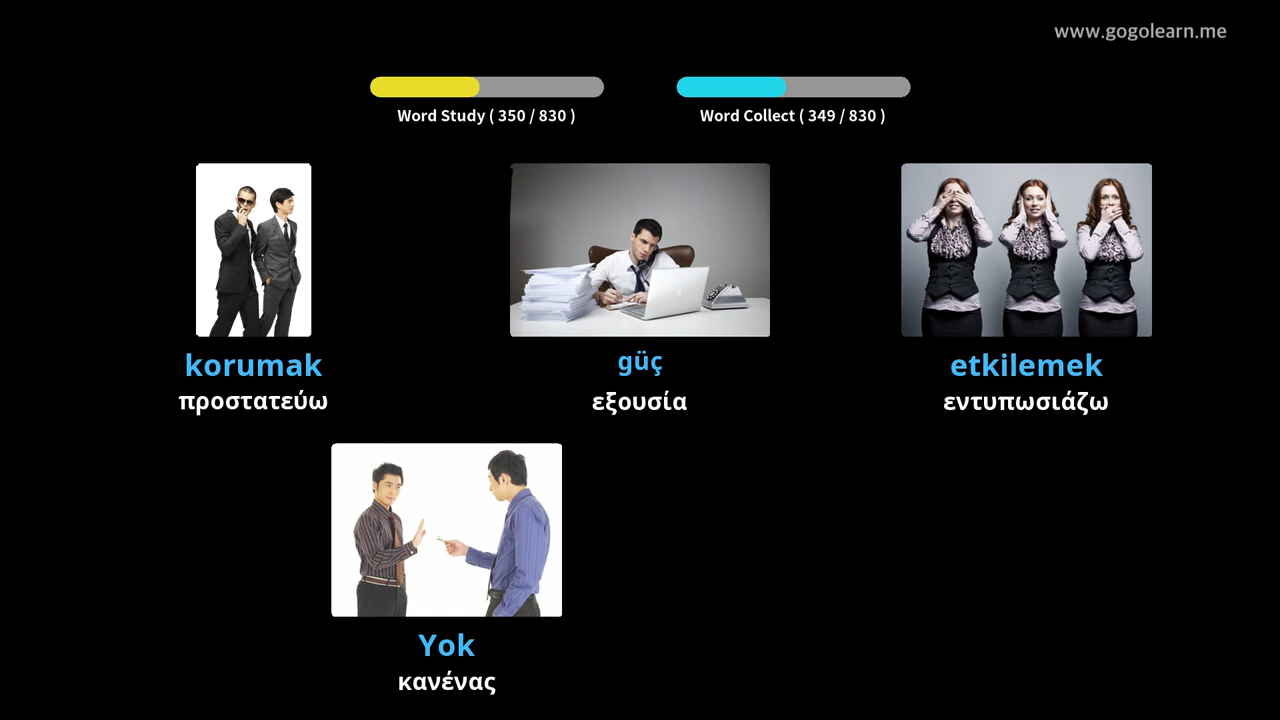 www.gogolearn.me
Word Study ( 350 / 830 )
Word Collect ( 349 / 830 )
korumak
προστατεύω
güç
εξουσία
etkilemek
εντυπωσιάζω
Yok
κανένας